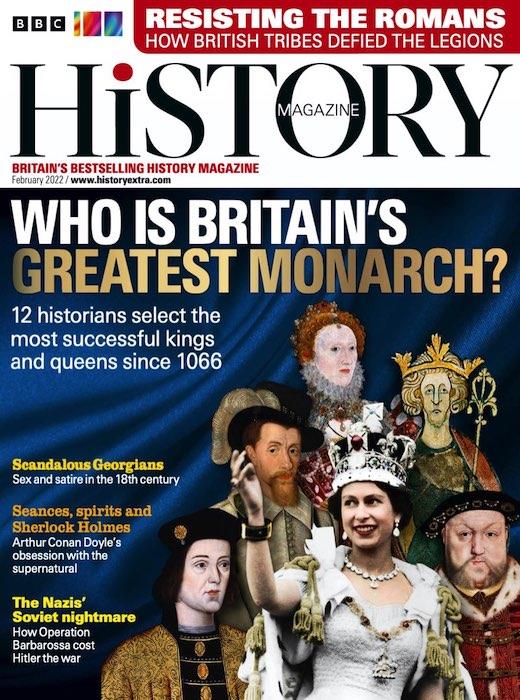 BBC
RESISTING THE ROMANS
HOW BRITISH TRIBES DEFIED THE LEGIONS
HiSTORY
MAGAZINE
BRITAIN'S BESTSELLING HISTORY MAGAZINE
February 2022 / www.historyextra.com
WHO IS BRITAIN'S
GREATEST MONARCH?
12 historians select the
most successful kings
and queens since 1066
Scandalous Georgians
Sex and satire in the 18th century
Seances, spirits and
Sherlock Holmes
Arthur Conan Doyle's
obsession with the
supernatural
The Nazis'
Soviet nightmare
How Operation
Barbarossa cost
Hitler the war